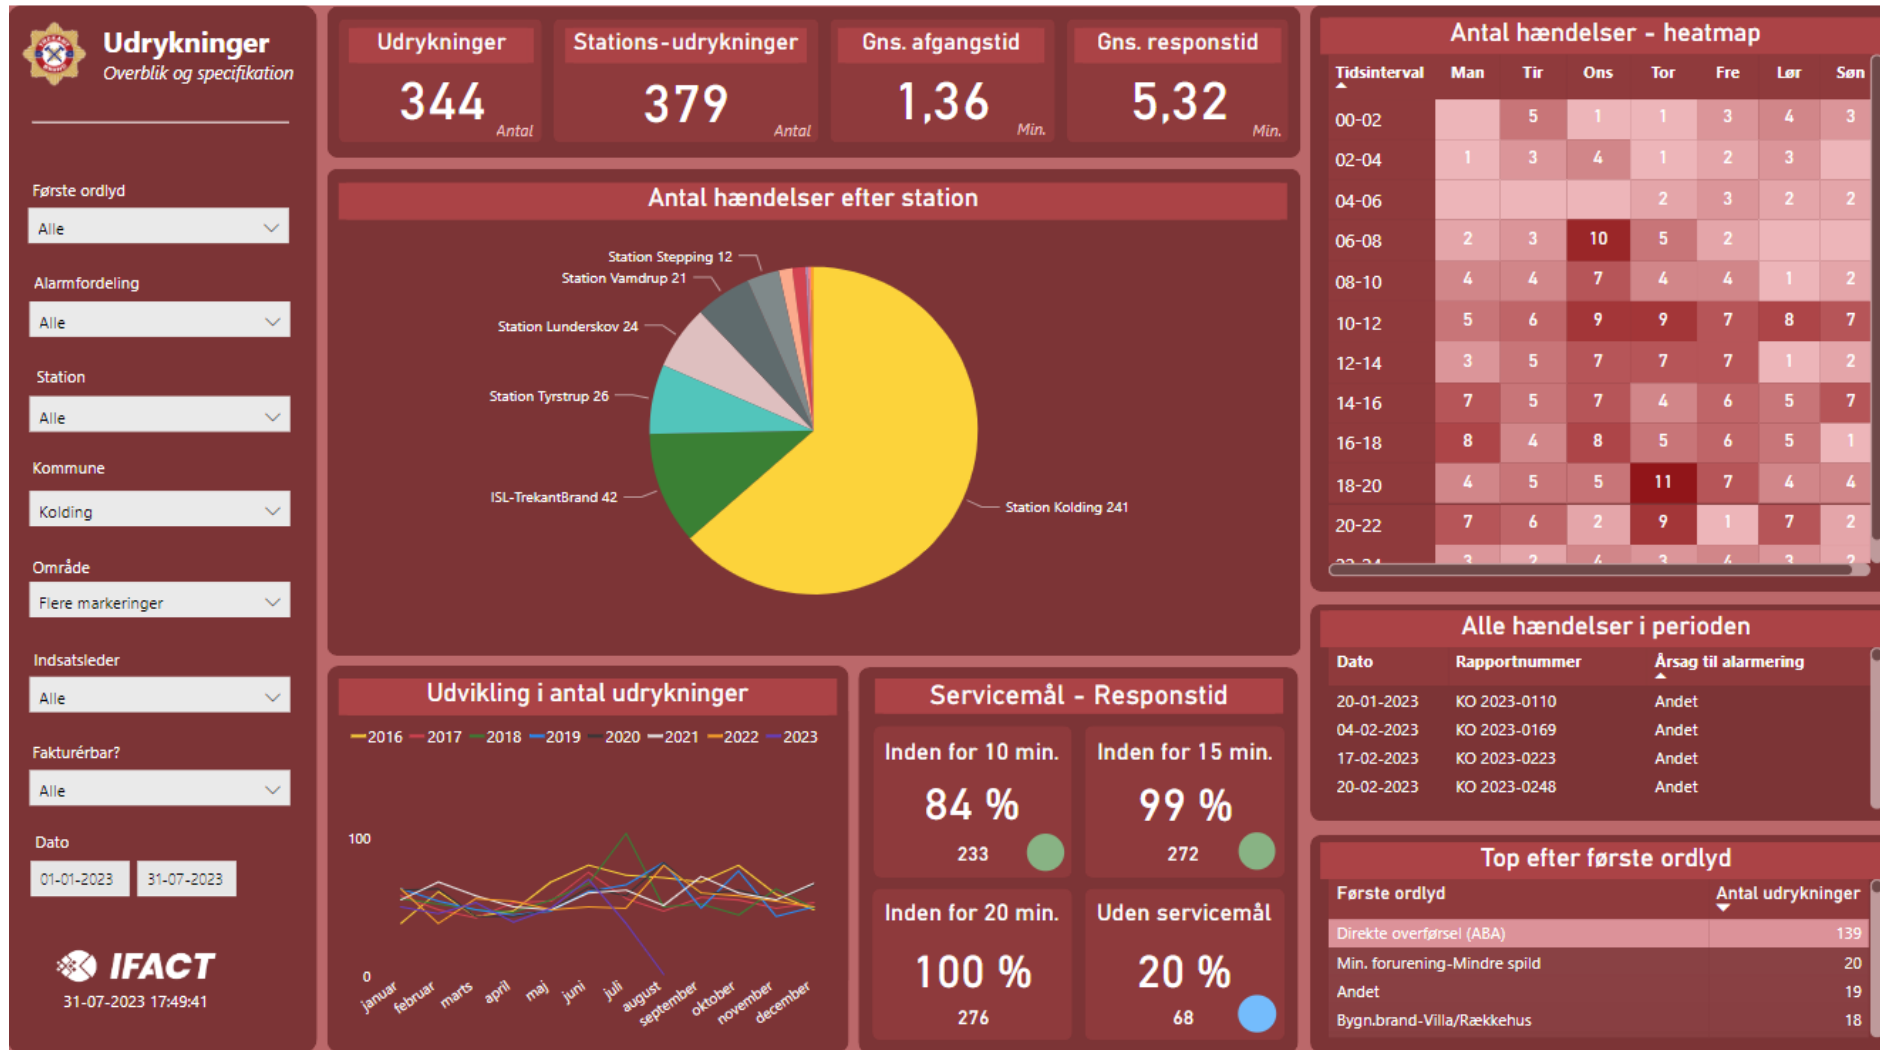 Udrykninger
Overblik og specifikation
Første ordlyd
Alle
Alarmfordeling
Alle
Station
Alle
Kommune
Kolding
Område
Flere markeringer
Indsatsleder
Alle
Fakturérbar?
Alle
Dato
01-01-2023 31-07-2023
IFACT
31-07-2023 17:49:41
Udrykninger
344
Antal
Stations-udrykninger
379
Antal
Gns. afgangstid
1,36
Min.
Gns. responstid
5,32
Min.
Antal hændelser efter station
Station Stepping 12
Station Vamdrup 21
Station Lunderskov 24
Station Tyrstrup 26
ISL-TrekantBrand 42
Station Kolding 241
Udvikling i antal udrykninger
2016 2017 2018 2019 2020 2021 2022 2023
100
0
januar februar marts april maj juni juli august september oktober november december
Servicemål - Responstid
Inden for 10 min.
84 %
233
Inden for 15 min.
99 %
272
Inden for 20 min.
100 %
276
Uden servicemål
20 %
68
Antal hændelser - heatmap
Tidsinterval Man Tir Ons Tor Fre Lør Søn
00-02 5 1 1 3 4 3
02-04 1 3 4 1 2 3
04-06 2 3 2 2
06-08 2 3 10 5 2
08-10 4 4 7 4 4 1 2
10-12 5 6 9 9 7 8 7
12-14 3 5 7 7 7 1 2
14-16 7 5 7 4 6 5 7
16-18 8 4 8 5 6 5 1
18-20 4 5 5 11 7 4 4
20-22 7 6 2 9 1 7 2
22-24 3 2 4 3 4 3 2
Alle hændelser i perioden
Dato Rapportnummer Årsag til alarmering
20-01-2023 KO 2023-0110 Andet
04-02-2023 KO 2023-0169 Andet
17-02-2023 KO 2023-0223 Andet
20-02-2023 KO 2023-0248 Andet
Top efter første ordlyd
Første ordlyd Antal udrykninger
Direkte overførsel (ABA) 139
Min. forurening-Mindre spild 20
Andet 19
Bygn.brand-Villa/Rækkehus 18